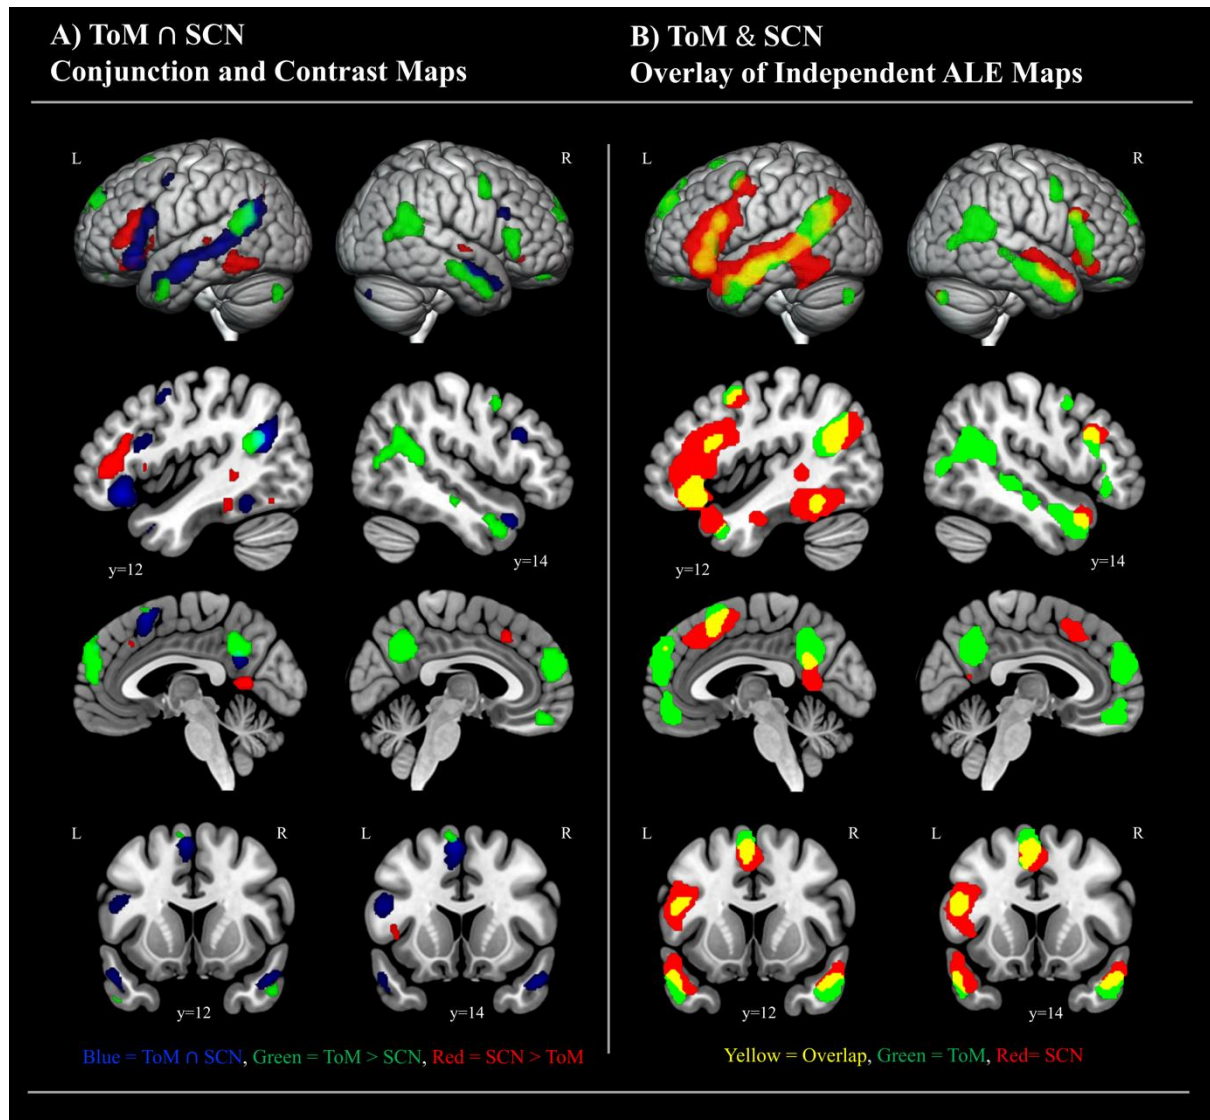 A) ToM ∩ SCN
Conjunction and Contrast Maps
B) ToM & SCN
Overlay of Independent ALE Maps
L
R
L
R
y=12
y=14
y=12
y=14
L
R
L
R
L
R
L
R
y=12
y=14
y=12
y=14
Blue = ToM ∩ SCN, Green = ToM > SCN, Red = SCN > ToM
Yellow = Overlap, Green = ToM, Red= SCN